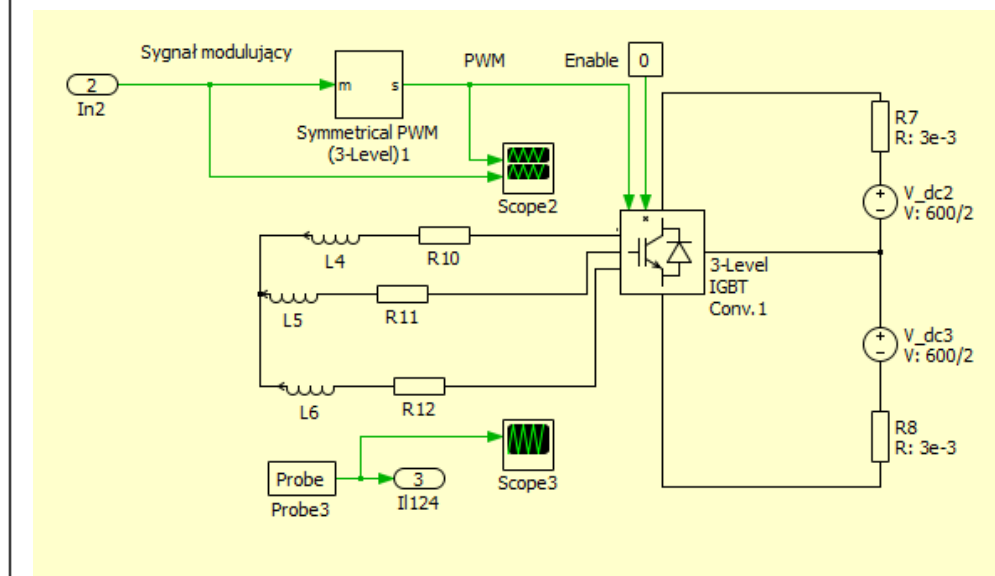 Sygnał modulujący
PWM
Enable
0
2
In2
m
s
Symmetrical PWM
(3-Level)1
Scope2
R7
R: 3e-3
V_dc2
V: 600/2
L4
R10
3-Level
IGBT
Conv.1
L5
R11
V_dc3
V: 600/2
L6
R12
R8
R: 3e-3
Probe
Probe3
3
Il124
Scope3